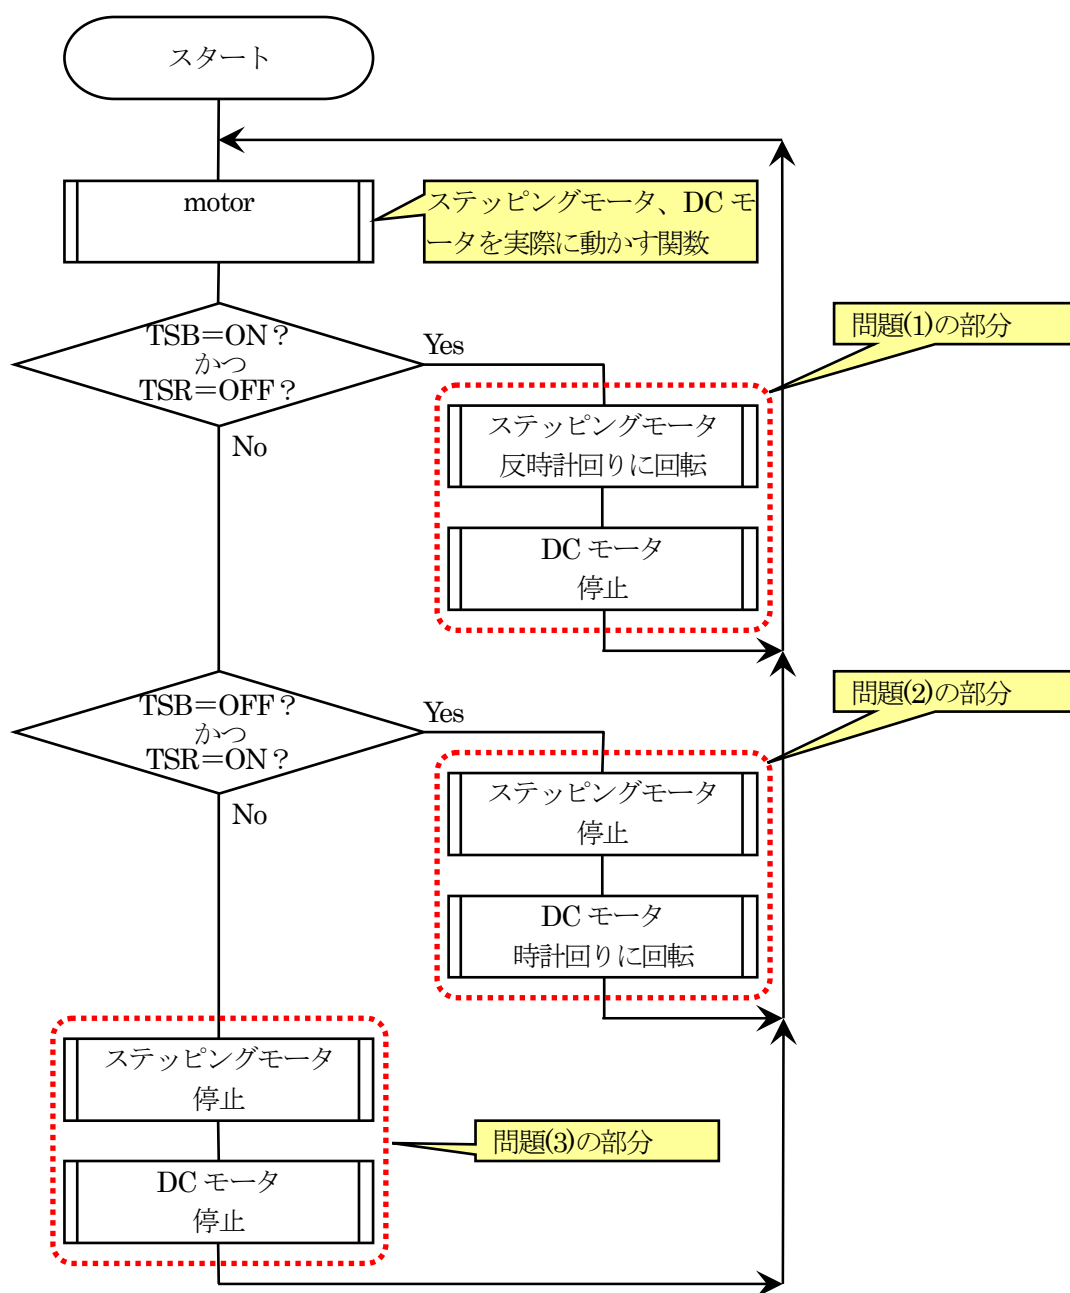 スタート
motor
ステッピングモータ、DC モ
ータを実際に動かす関数
TSB=ON?
かつ
TSR=OFF?
Yes
No
問題(1)の部分
ステッピングモータ
反時計回りに回転
DC モータ
停止
TSB=OFF?
かつ
TSR=ON?
Yes
No
問題(2)の部分
ステッピングモータ
停止
DC モータ
時計回りに回転
ステッピングモータ
停止
DC モータ
停止
問題(3)の部分